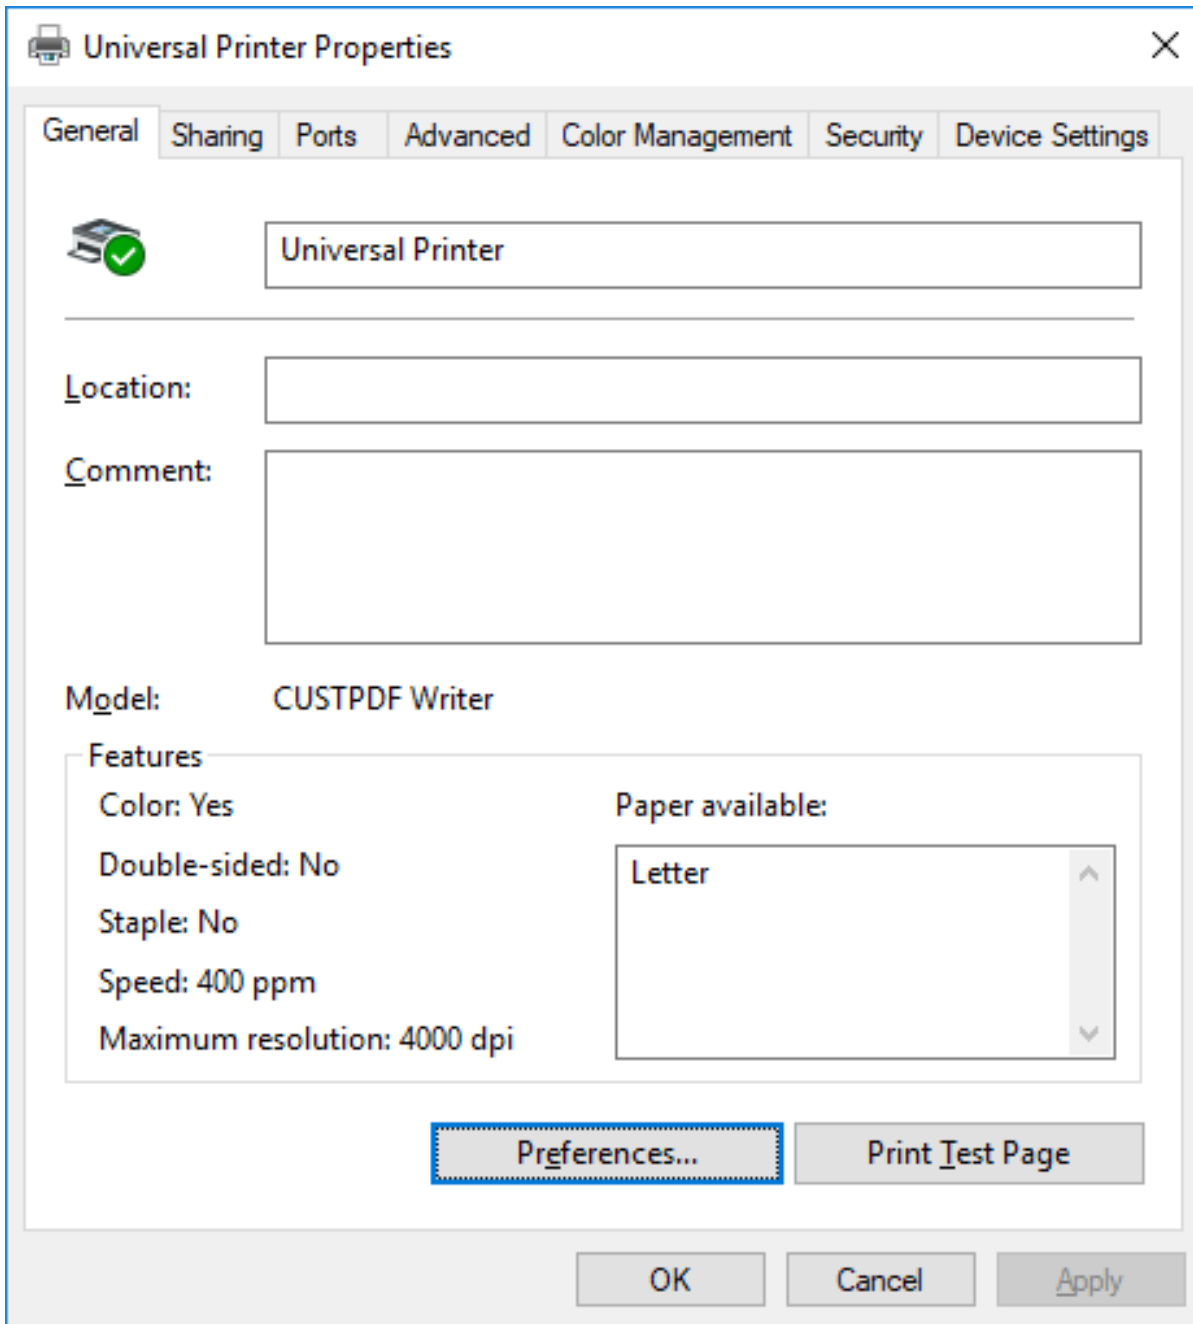 Universal Printer Properties
General Sharing Ports Advanced Color Management Security Device Settings
Universal Printer
Location:
Comment:
Model: CUSTPDF Writer
Features
Color: Yes
Paper available:
Double-sided: No
Letter
Staple: No
Speed: 400 ppm
Maximum resolution: 4000 dpi
Preferences... Print Test Page
OK Cancel Apply